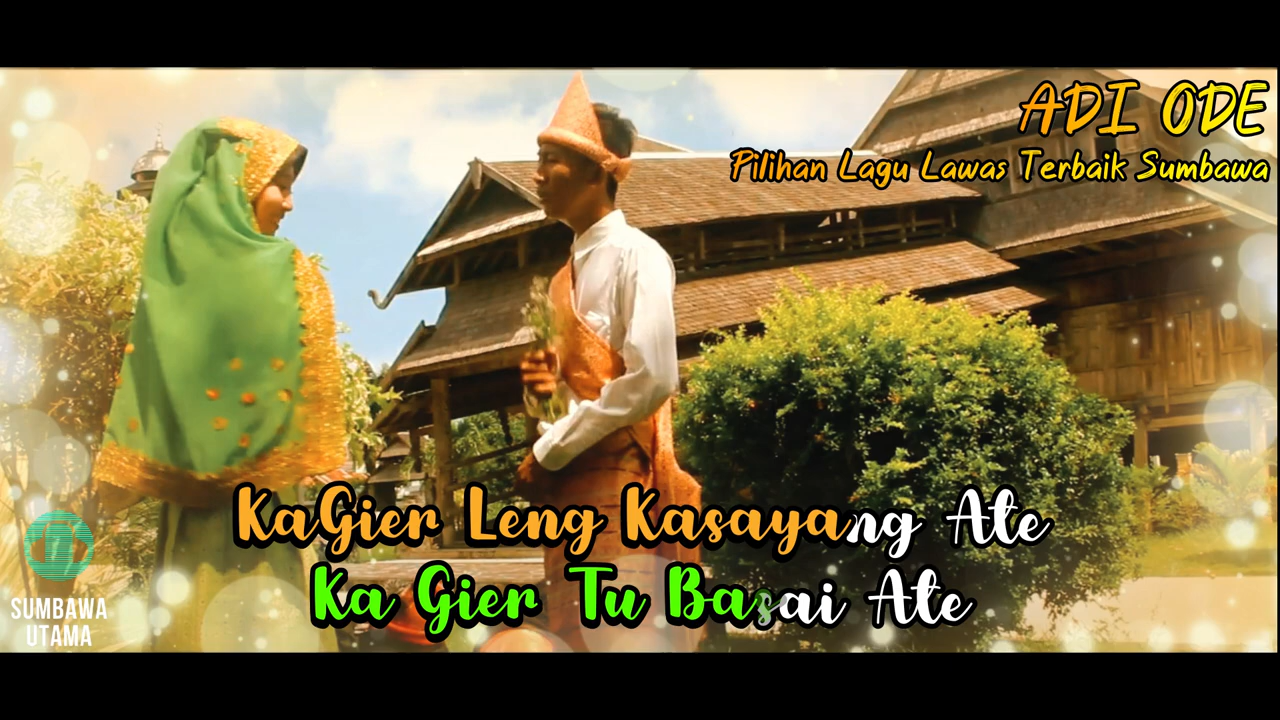 ADI ODE
Pilihan Lagu Lawas Terbaik Sumbawa
KaGier Leng Kasayang Ate
Ka Gier Tu Basai Ate
SUMBAWA
UTAMA